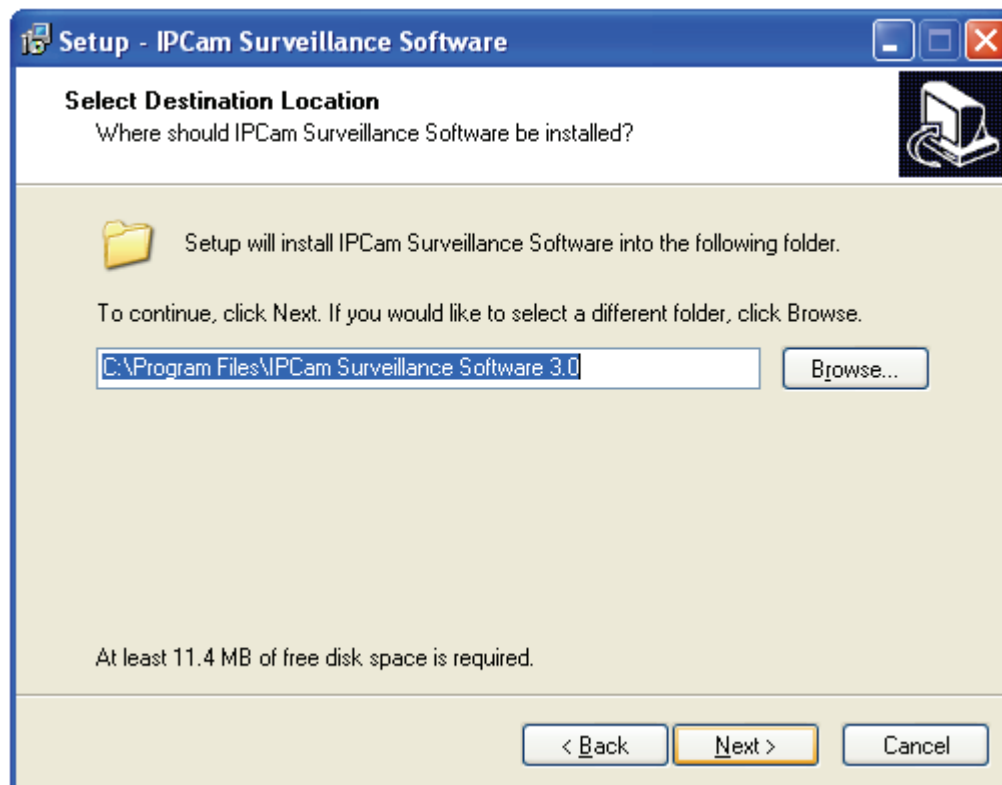 Setup - IPCam Surveillance Software
Select Destination Location
Where should IPCam Surveillance Software be installed?
Setup will install IPCam Surveillance Software into the following folder.
To continue, click Next. If you would like to select a different folder, click Browse.
C:\Program Files\IPCam Surveillance Software 3.0
Browse...
At least 11.4 MB of free disk space is required.
< Back
Next >
Cancel